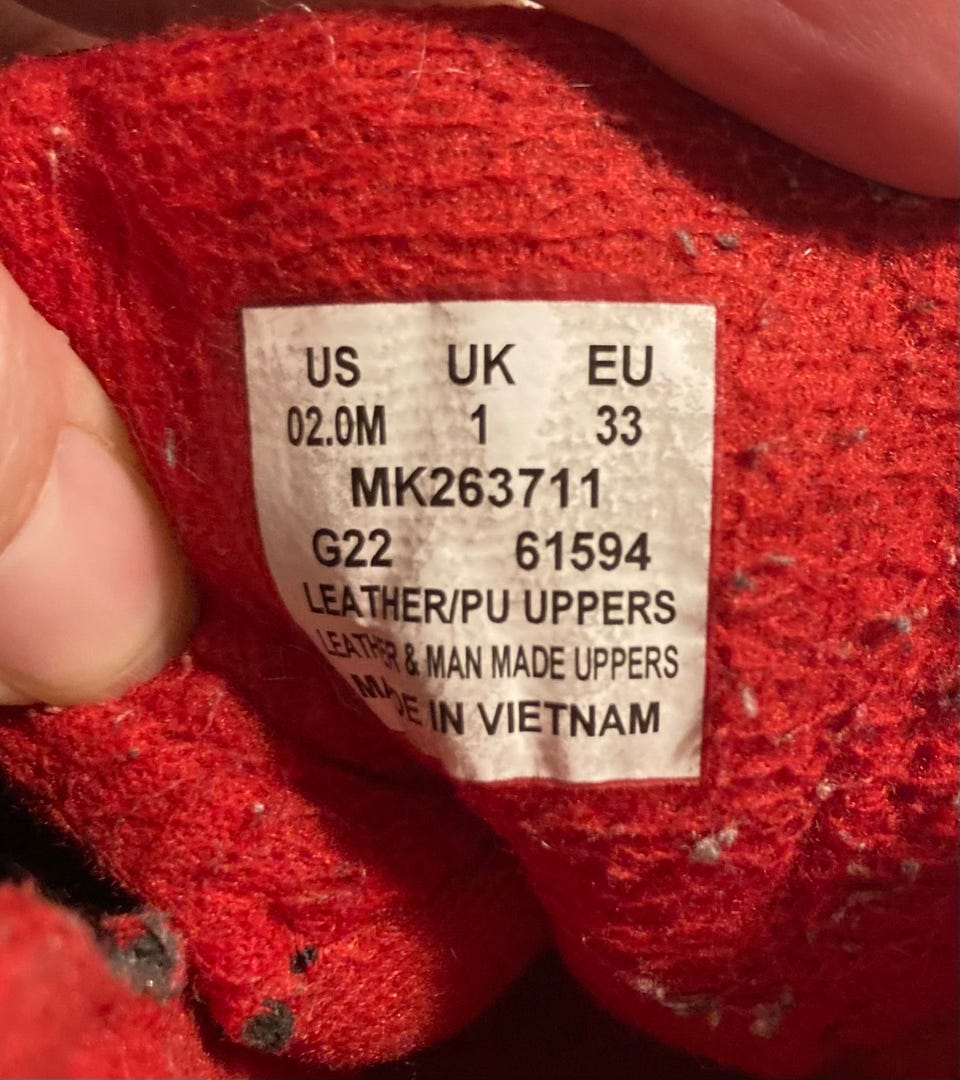 US UK EU
02.0M 1 33
MK263711
G22 61594
LEATHER/PU UPPERS
LEATHER & MAN MADE UPPERS
MADE IN VIETNAM